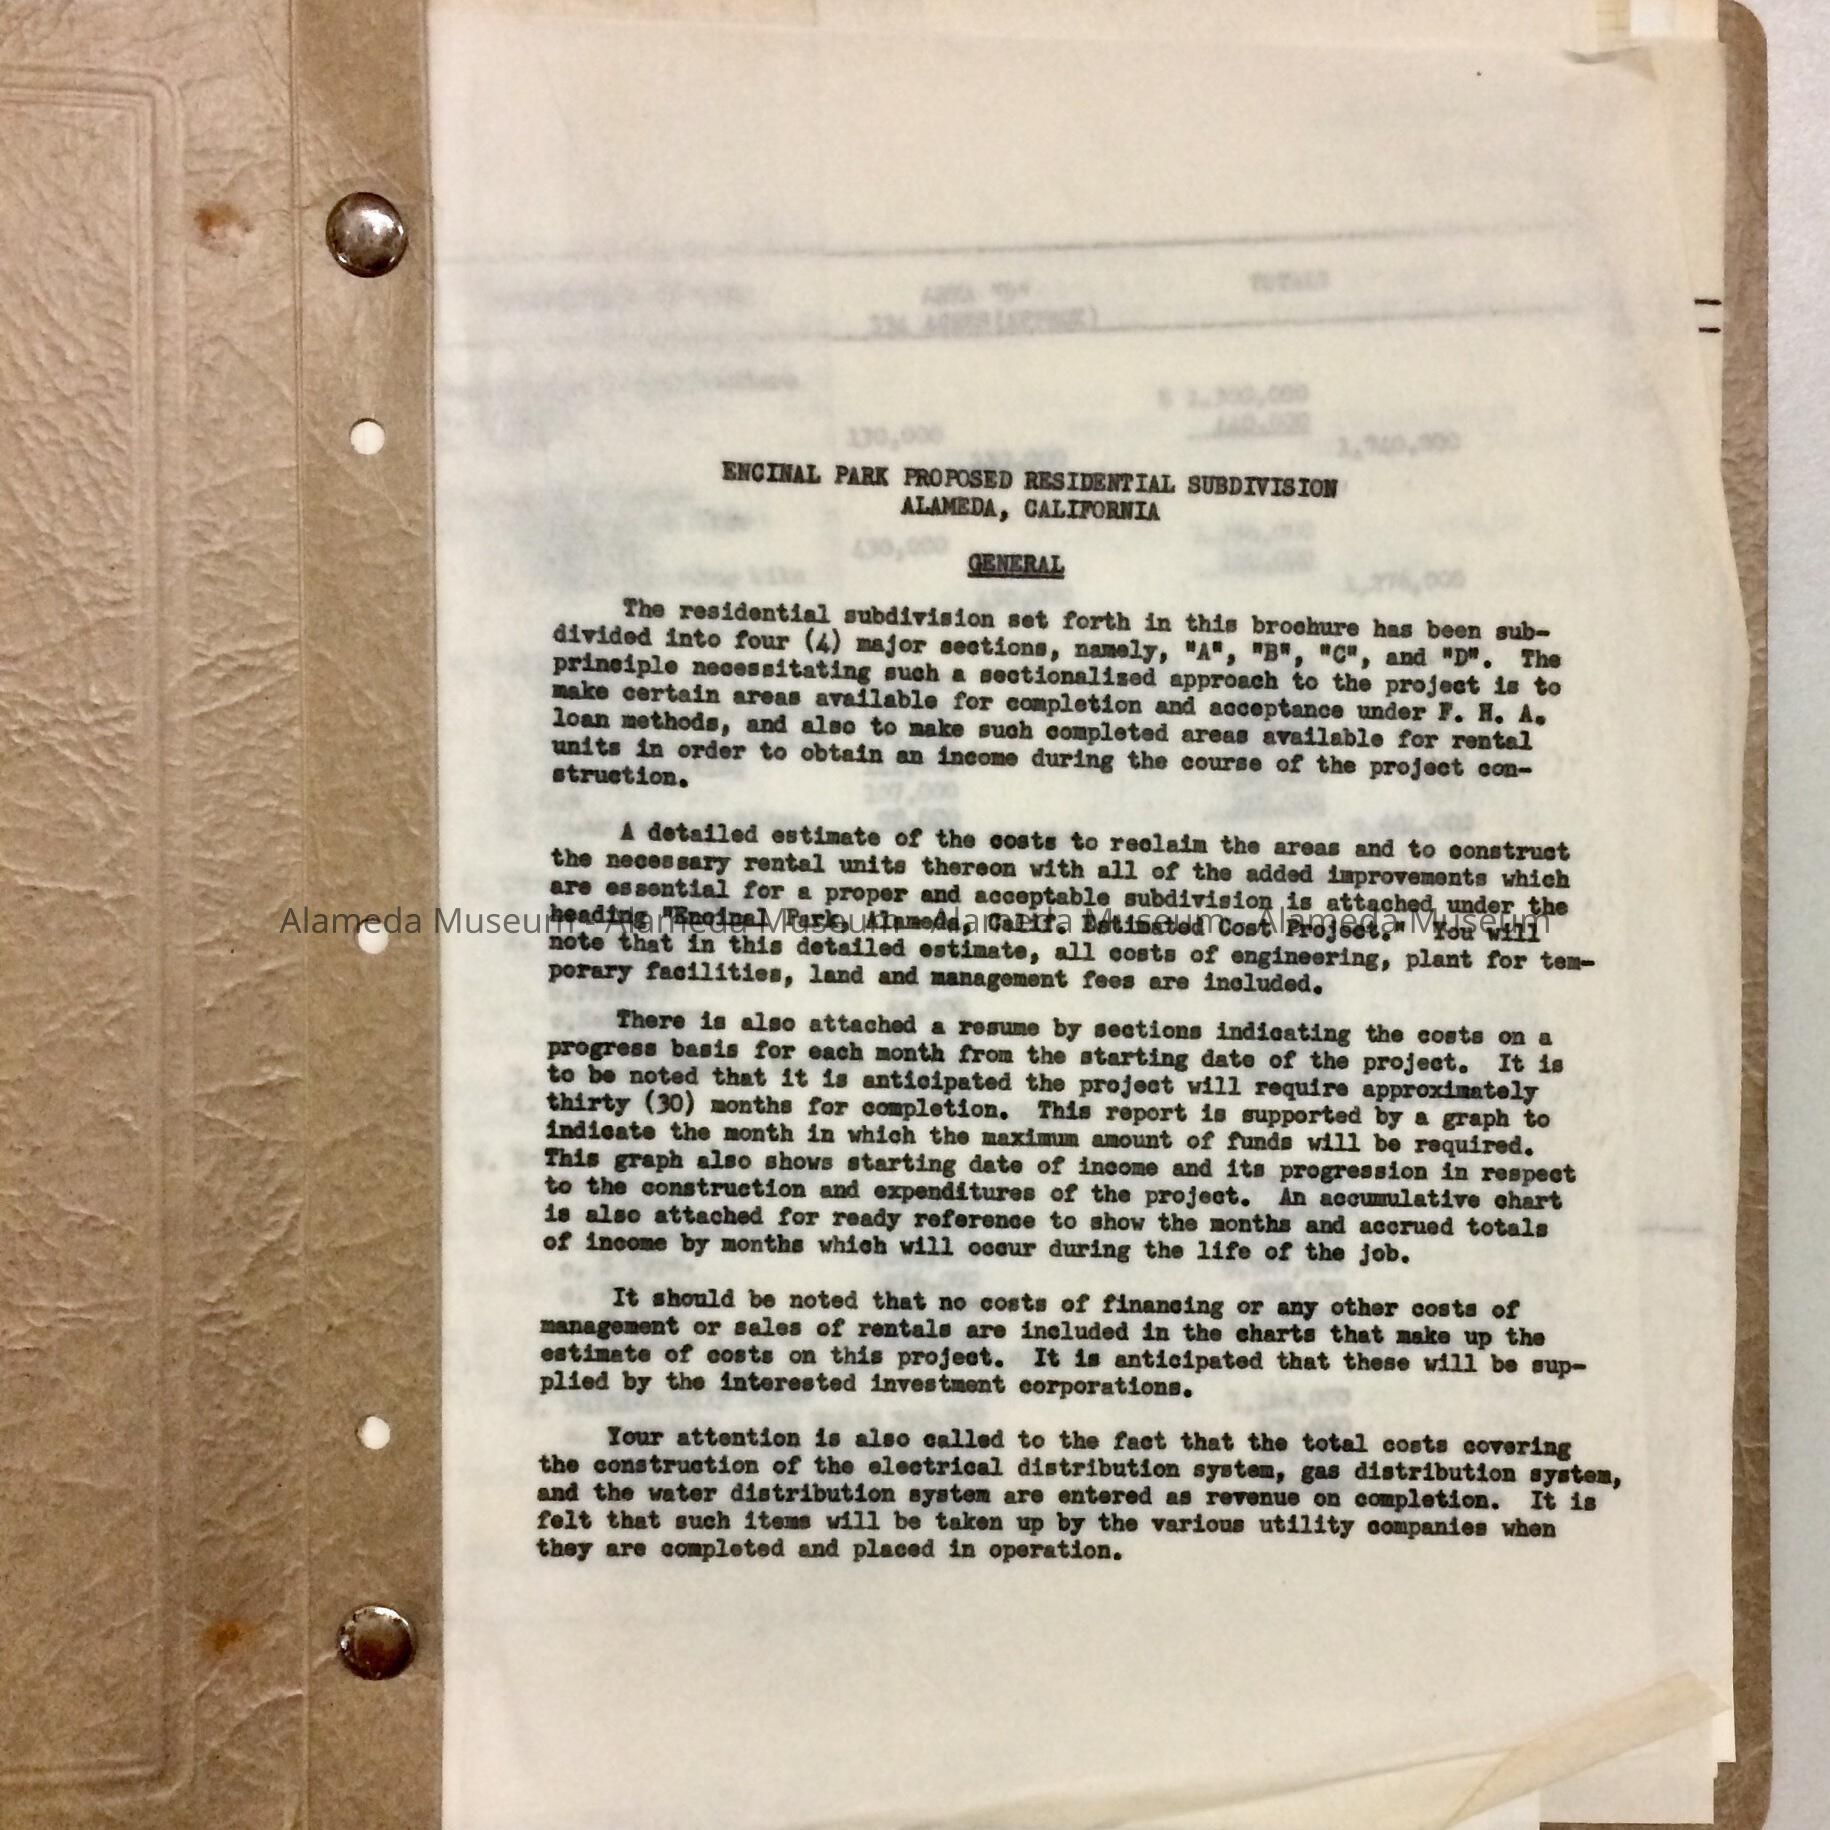 ENCINAL PARK PROPOSED RESIDENTIAL SUBDIVISION
ALAMEDA, CALIFORNIA
GENERAL
The residential subdivision set forth in this brochure has been sub-
divided into four (4) major sections, namely, "A", "B", "C", and "D". The
principle necessitating such a sectionalized approach to the project is to
make certain areas available for completion and acceptance under F. H. A.
loan methods, and also to make such completed areas available for rental
units in order to obtain an income during the course of the project con-
struction.
A detailed estimate of the costs to reclaim the areas and to construct
the necessary rental units thereon with all of the added improvements which
are essential for a proper and acceptable subdivision is attached under the
heading "Encinal Park, Alameda, Calif. Estimated Cost Project." You will
note that in this detailed estimate, all costs of engineering, plant for tem-
porary facilities, land and management fees are included.
There is also attached a resume by sections indicating the costs on a
progress basis for each month from the starting date of the project. It is
to be noted that it is anticipated the project will require approximately
thirty (30) months for completion. This report is supported by a graph to
indicate the month in which the maximum amount of funds will be required.
This graph also shows starting date of income and its progression in respect
to the construction and expenditures of the project. An accumulative chart
is also attached for ready reference to show the months and accrued totals
of income by months which will occur during the life of the job.
It should be noted that no costs of financing or any other costs of
management or sales of rentals are included in the charts that make up the
estimate of costs on this project. It is anticipated that these will be sup-
plied by the interested investment corporations.
Your attention is also called to the fact that the total costs covering
the construction of the electrical distribution system, gas distribution system,
and the water distribution system are entered as revenue on completion. It is
felt that such items will be taken up by the various utility companies when
they are completed and placed in operation.
Alameda Museum - Alameda Museum - Alameda Museum - Alameda Museum